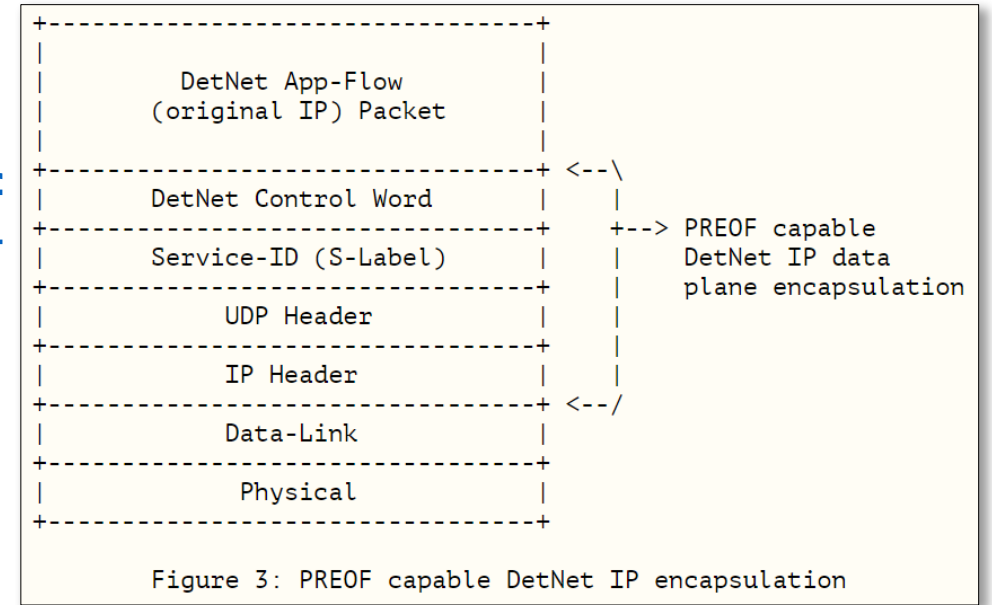 +---------------------------------+
|                                 |
|         DetNet App-Flow         |
|       (original IP) Packet      |
|                                 |
+---------------------------------+ <--\
|       DetNet Control Word       |    |
+---------------------------------+    +--> PREOF capable
|       Service-ID (S-Label)      |    |    DetNet IP data
+---------------------------------+    |    plane encapsulation
|            UDP Header           |    |
+---------------------------------+    |
|            IP Header            |    |
+---------------------------------+ <--/
|            Data-Link            |
+---------------------------------+
|             Physical            |
+---------------------------------+
Figure 3: PREOF capable DetNet IP encapsulation